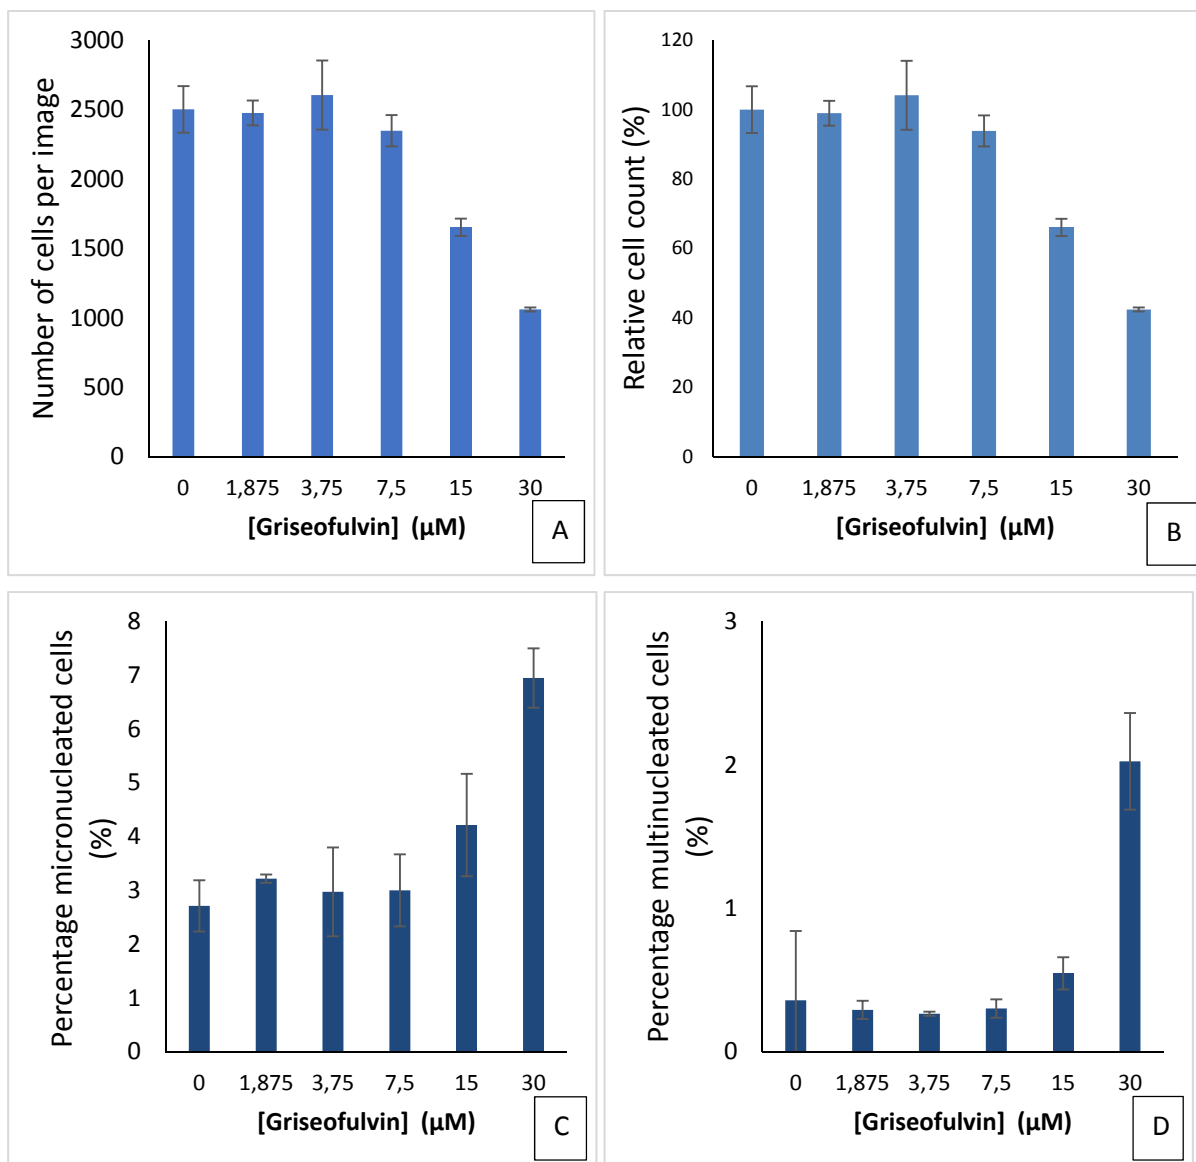 Number of cells per image
3000
2500
2000
1500
1000
500
0
0 1,875 3,75 7,5 15 30
[Griseofulvin] (μM)
A
Relative cell count (%)
120
100
80
60
40
20
0
0 1,875 3,75 7,5 15 30
[Griseofulvin] (μM)
B
Percentage micronucleated cells
(%)
8
7
6
5
4
3
2
1
0
0 1,875 3,75 7,5 15 30
[Griseofulvin] (μM)
C
Percentage multinucleated cells
(%)
3
2
1
0
0 1,875 3,75 7,5 15 30
[Griseofulvin] (μM)
D